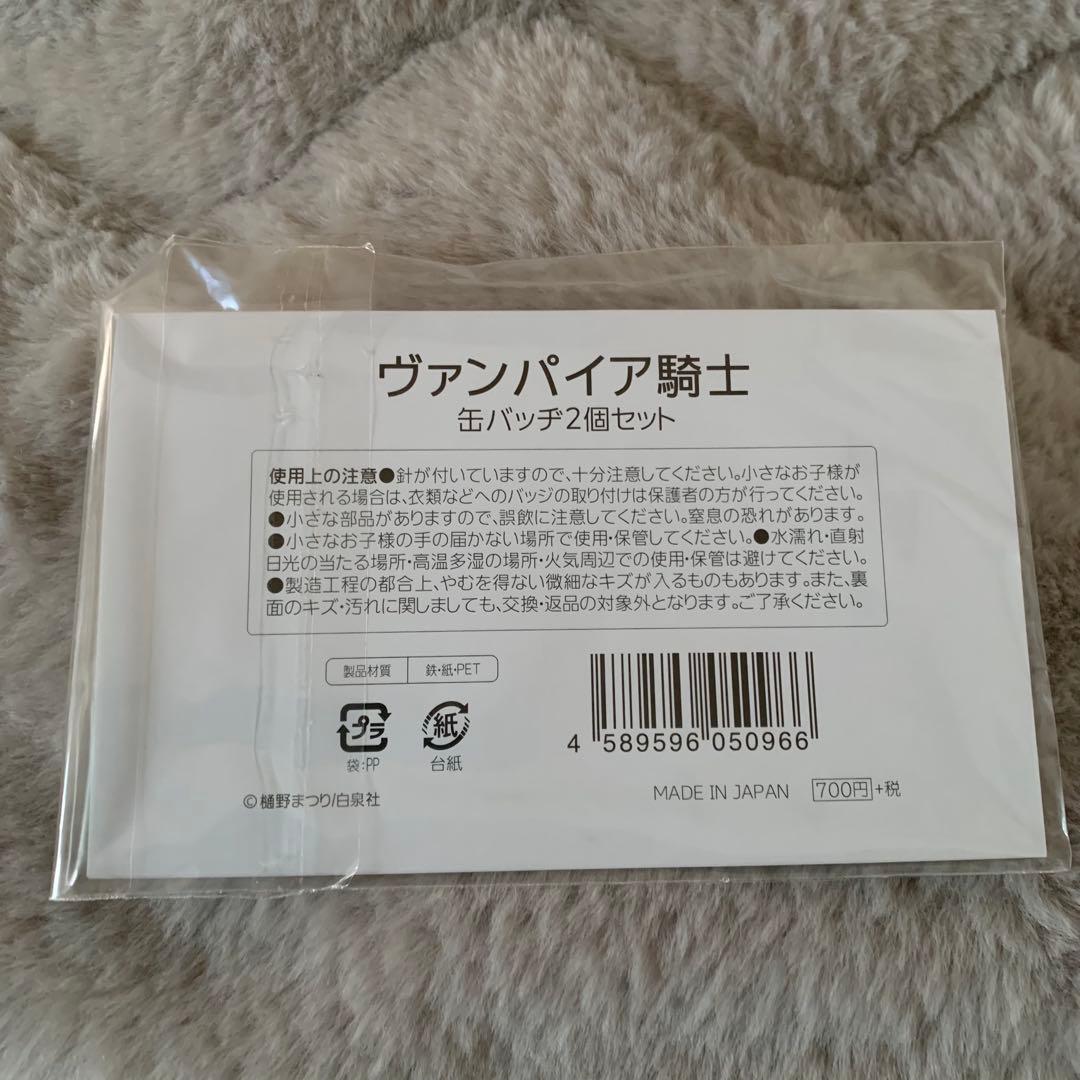 ヴァンパイア騎士
缶バッヂ2個セット
使用上の注意●針が付いていますので、十分注意してください。小さなお子様が
使用される場合は、衣類などへのバッジの取り付けは保護者の方が行ってください。
●小さな部品がありますので、誤飲に注意してください。窒息の恐れがあります。
●小さなお子様の手の届かない場所で使用・保管してください。●水濡れ・直射
日光の当たる場所・高温多湿の場所・火気周辺での使用・保管は避けてください。
●製造工程の都合上、やむを得ない微細なキズが入るものもあります。また、裏
面のキズ・汚れに関しましても、交換・返品の対象外となります。ご了承ください。
製品材質 鉄・紙・PET
プラ 紙
袋:PP 台紙
4 589596 050966
©樋野まつり/白泉社
MADE IN JAPAN 700円+税